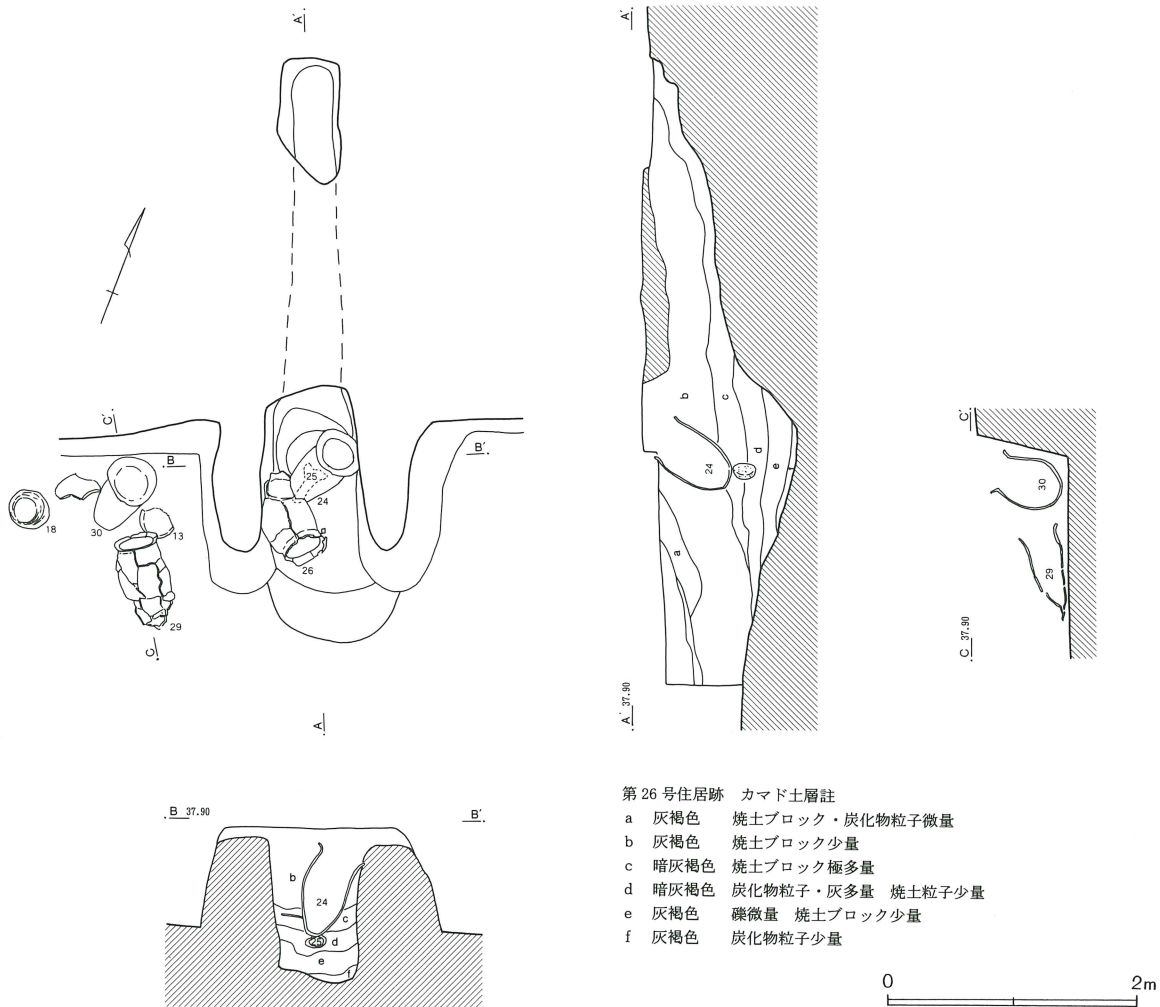 A'
A'
C'
C'
B
B'
25
24
18
30
13
26
29
C
A
b
c
24
d
e
a
A' 37.90
30
29
C 37.90
B 37.90
B'
b
24
c
25
d
e
f
第26号住居跡 カマド土層註
a 灰褐色 焼土ブロック・炭化物粒子微量
b 灰褐色 焼土ブロック少量
c 暗灰褐色 焼土ブロック極多量
d 暗灰褐色 炭化物粒子・灰多量 焼土粒子少量
e 灰褐色 礫微量 焼土ブロック少量
f 灰褐色 炭化物粒子少量
0 2m